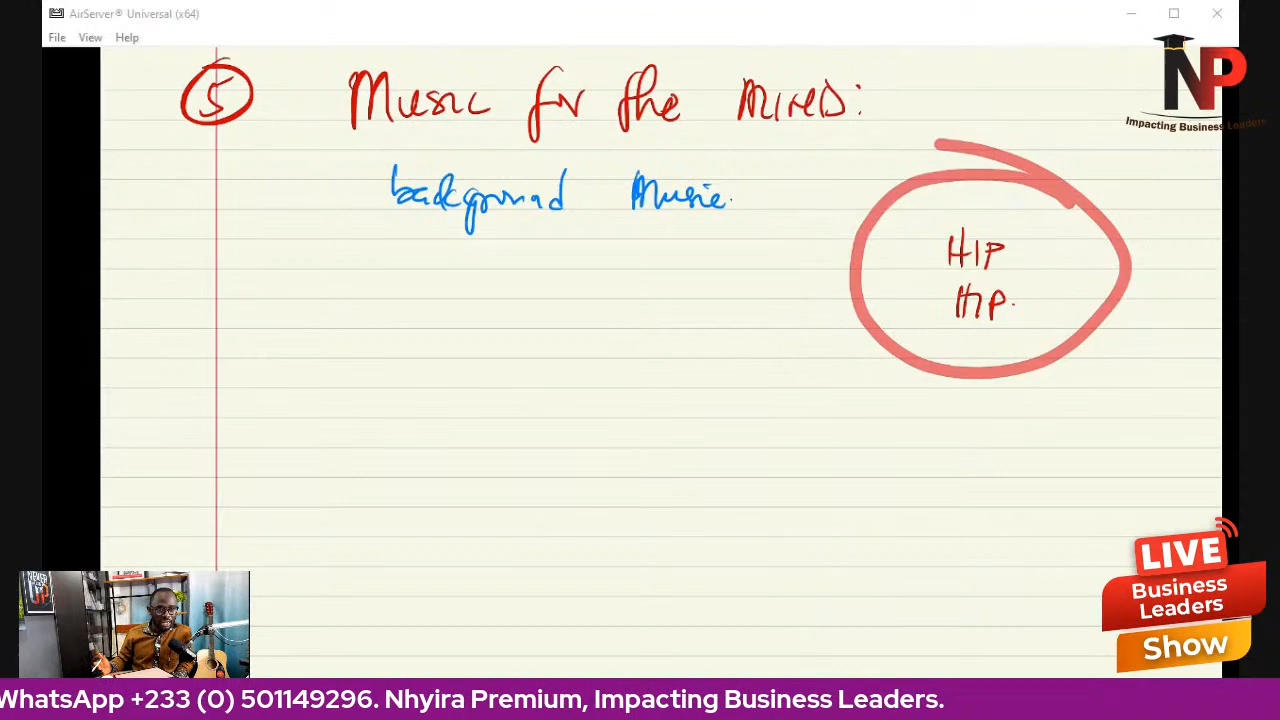 AirServer® Universal (x64)
File View Help
NP
Impacting Business Leaders
5 Music for the MIND:
background Music.
HIP
HIP.
LIVE
Business
Leaders
Show
WhatsApp +233 (0) 501149296. Nhyira Premium, Impacting Business Leaders.